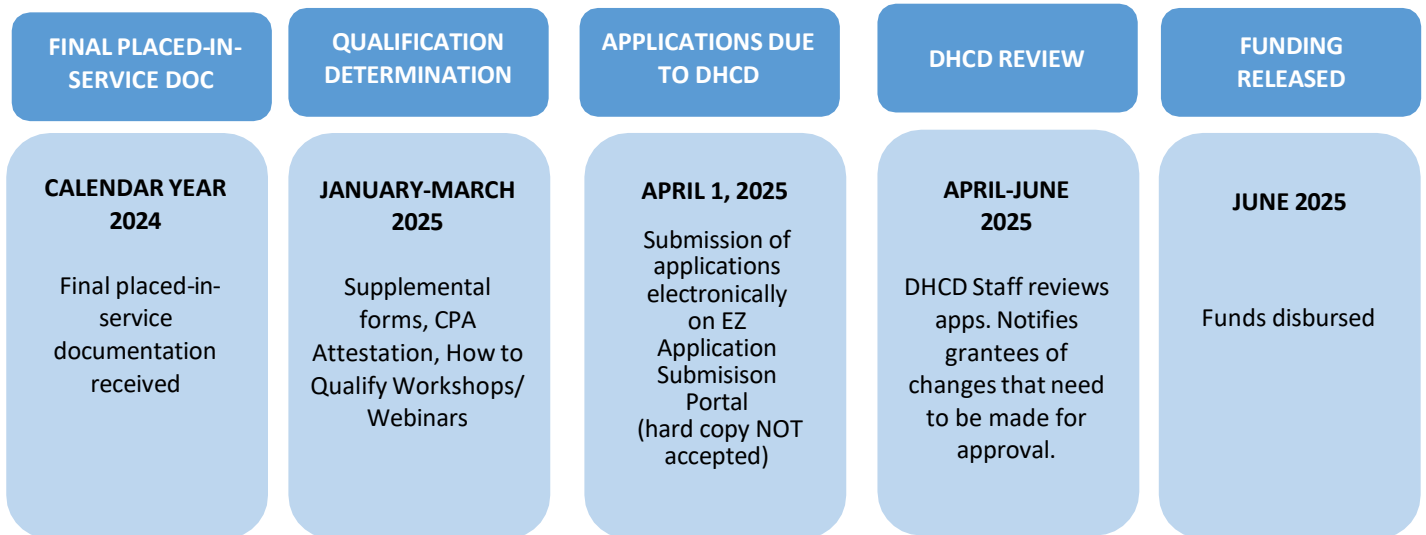 FINAL PLACED-IN-
SERVICE DOC
CALENDAR YEAR
2024
Final placed-in-
service
documentation
received
QUALIFICATION
DETERMINATION
JANUARY-MARCH
2025
Supplemental
forms, CPA
Attestation, How to
Qualify Workshops/
Webinars
APPLICATIONS DUE
TO DHCD
APRIL 1, 2025
Submission of
applications
electronically
on EZ
Application
Submisison
Portal
(hard copy NOT
accepted)
DHCD REVIEW
APRIL-JUNE
2025
DHCD Staff reviews
apps. Notifies
grantees of
changes that need
to be made for
approval.
FUNDING
RELEASED
JUNE 2025
Funds disbursed